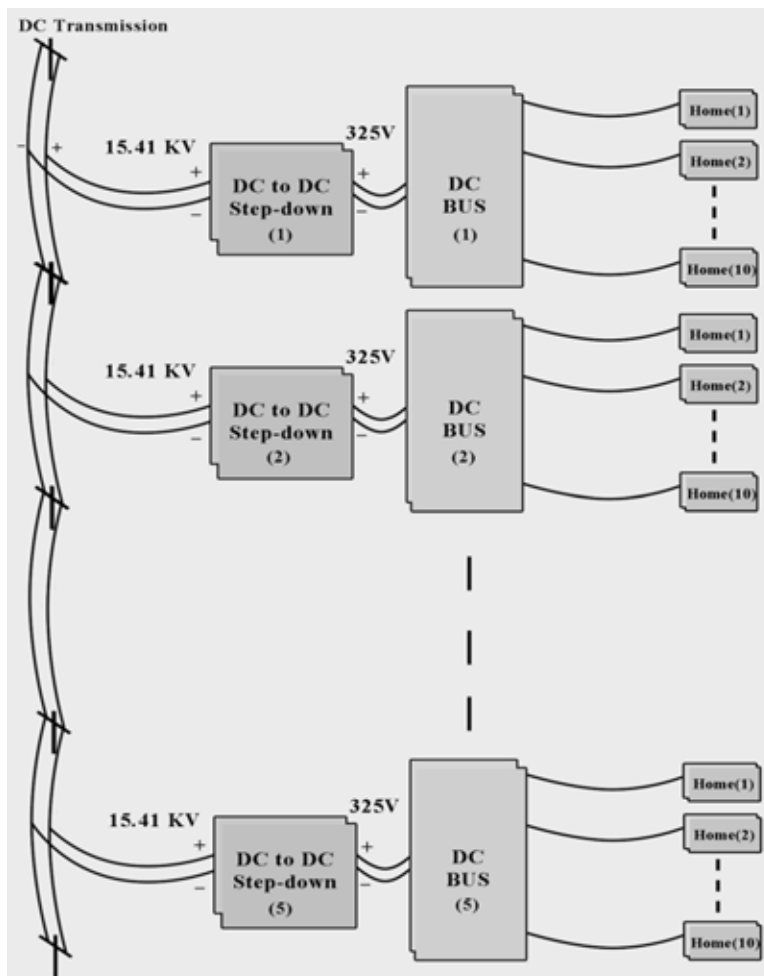 DC Transmission
15.41 KV
325V
- +
+
-
+
-
DC to DC
Step-down
(1)
DC
BUS
(1)
Home(1)
Home(2)
Home(10)
15.41 KV
325V
+
-
+
-
DC to DC
Step-down
(2)
DC
BUS
(2)
Home(1)
Home(2)
Home(10)
15.41 KV
325V
+
-
+
-
DC to DC
Step-down
(5)
DC
BUS
(5)
Home(1)
Home(2)
Home(10)